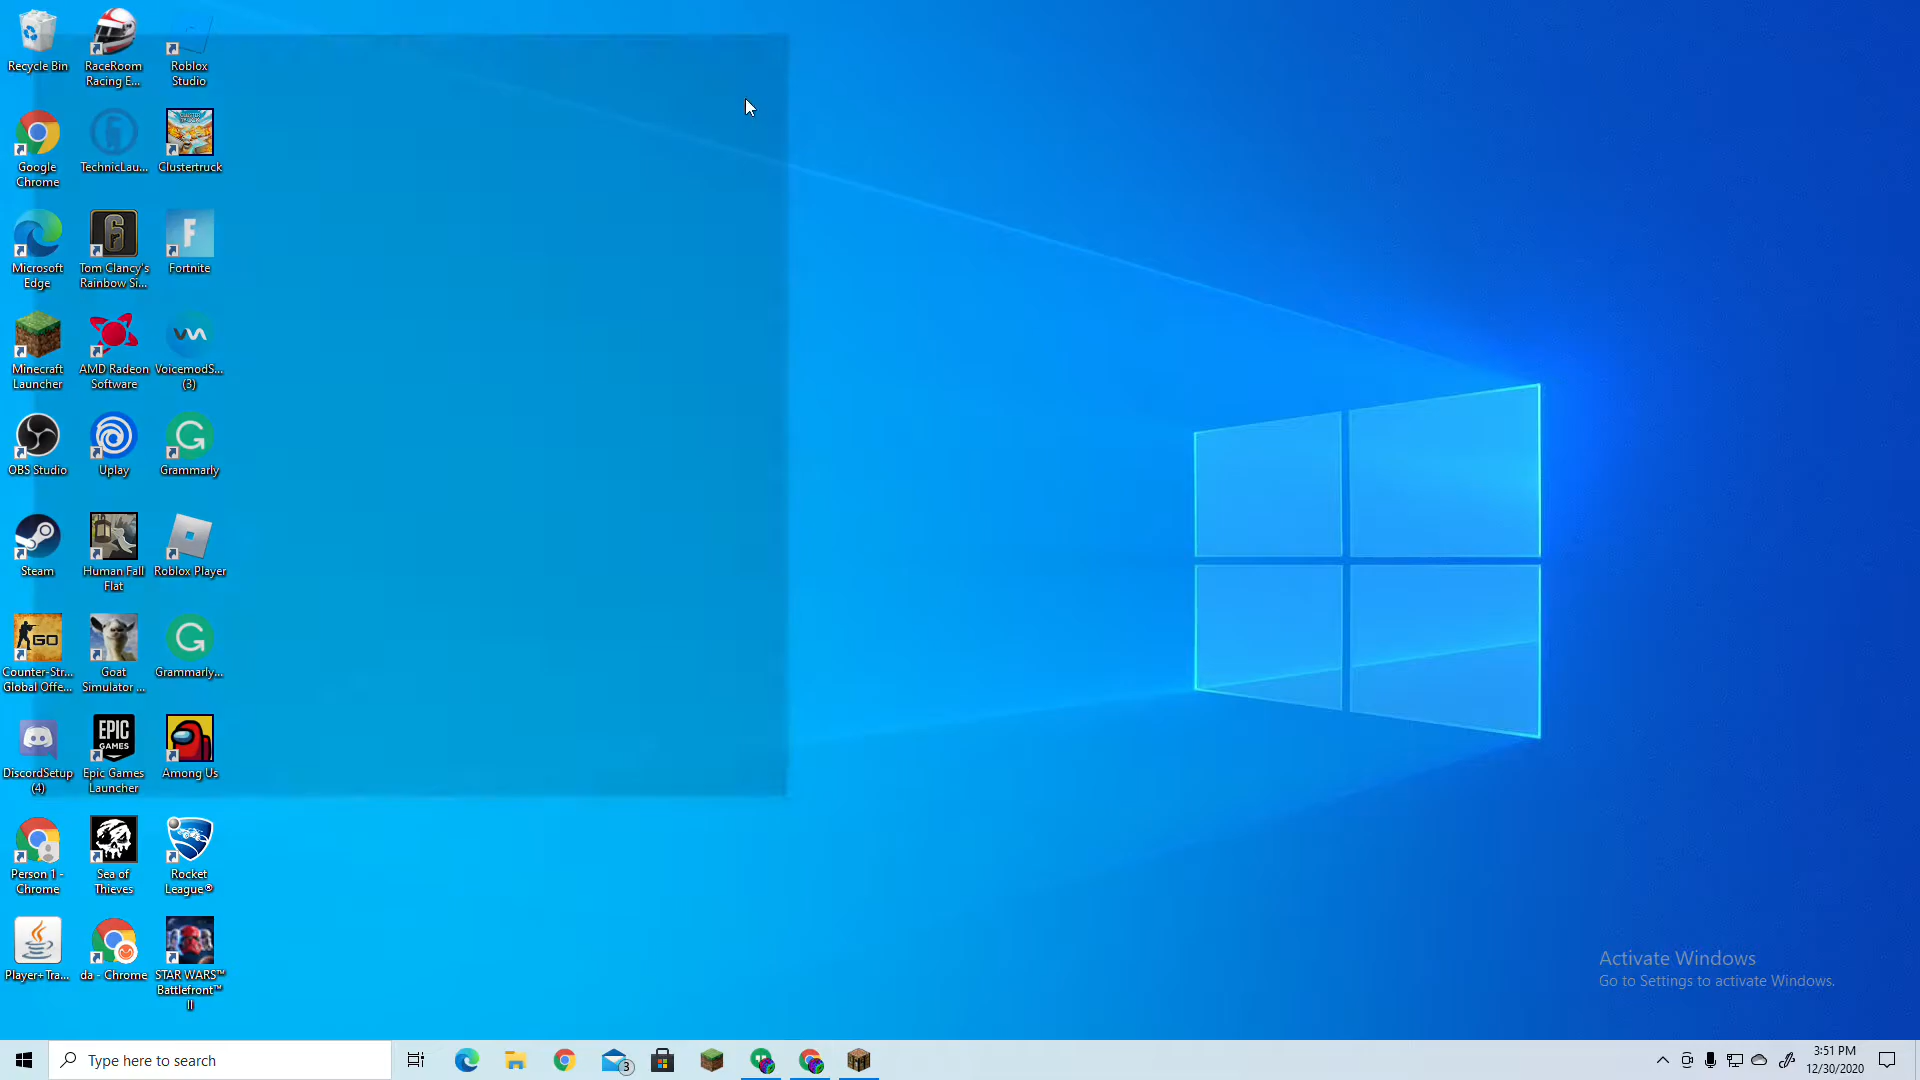 Recycle Bin
RaceRoom
Racing E...
Roblox
Studio
Google
Chrome
TechnicLau...
Clustertruck
Microsoft
Edge
Tom Clancy's
Rainbow Si...
F
Fortnite
Minecraft
Launcher
AMD Radeon
Software
VoicemodS...
(3)
OBS Studio
Uplay
G
Grammarly
Steam
Human Fall
Flat
Roblox Player
GO
Counter-Str...
Global Offe...
Goat
Simulator ...
G
Grammarly...
DiscordSetup
(4)
EPIC
GAMES
Epic Games
Launcher
Among Us
Person 1 -
Chrome
Sea of
Thieves
Rocket
League®
Player+Tra...
da - Chrome
STAR WARS™
Battlefront™
II
Activate Windows
Go to Settings to activate Windows.
Type here to search
3
3:51 PM
12/30/2020